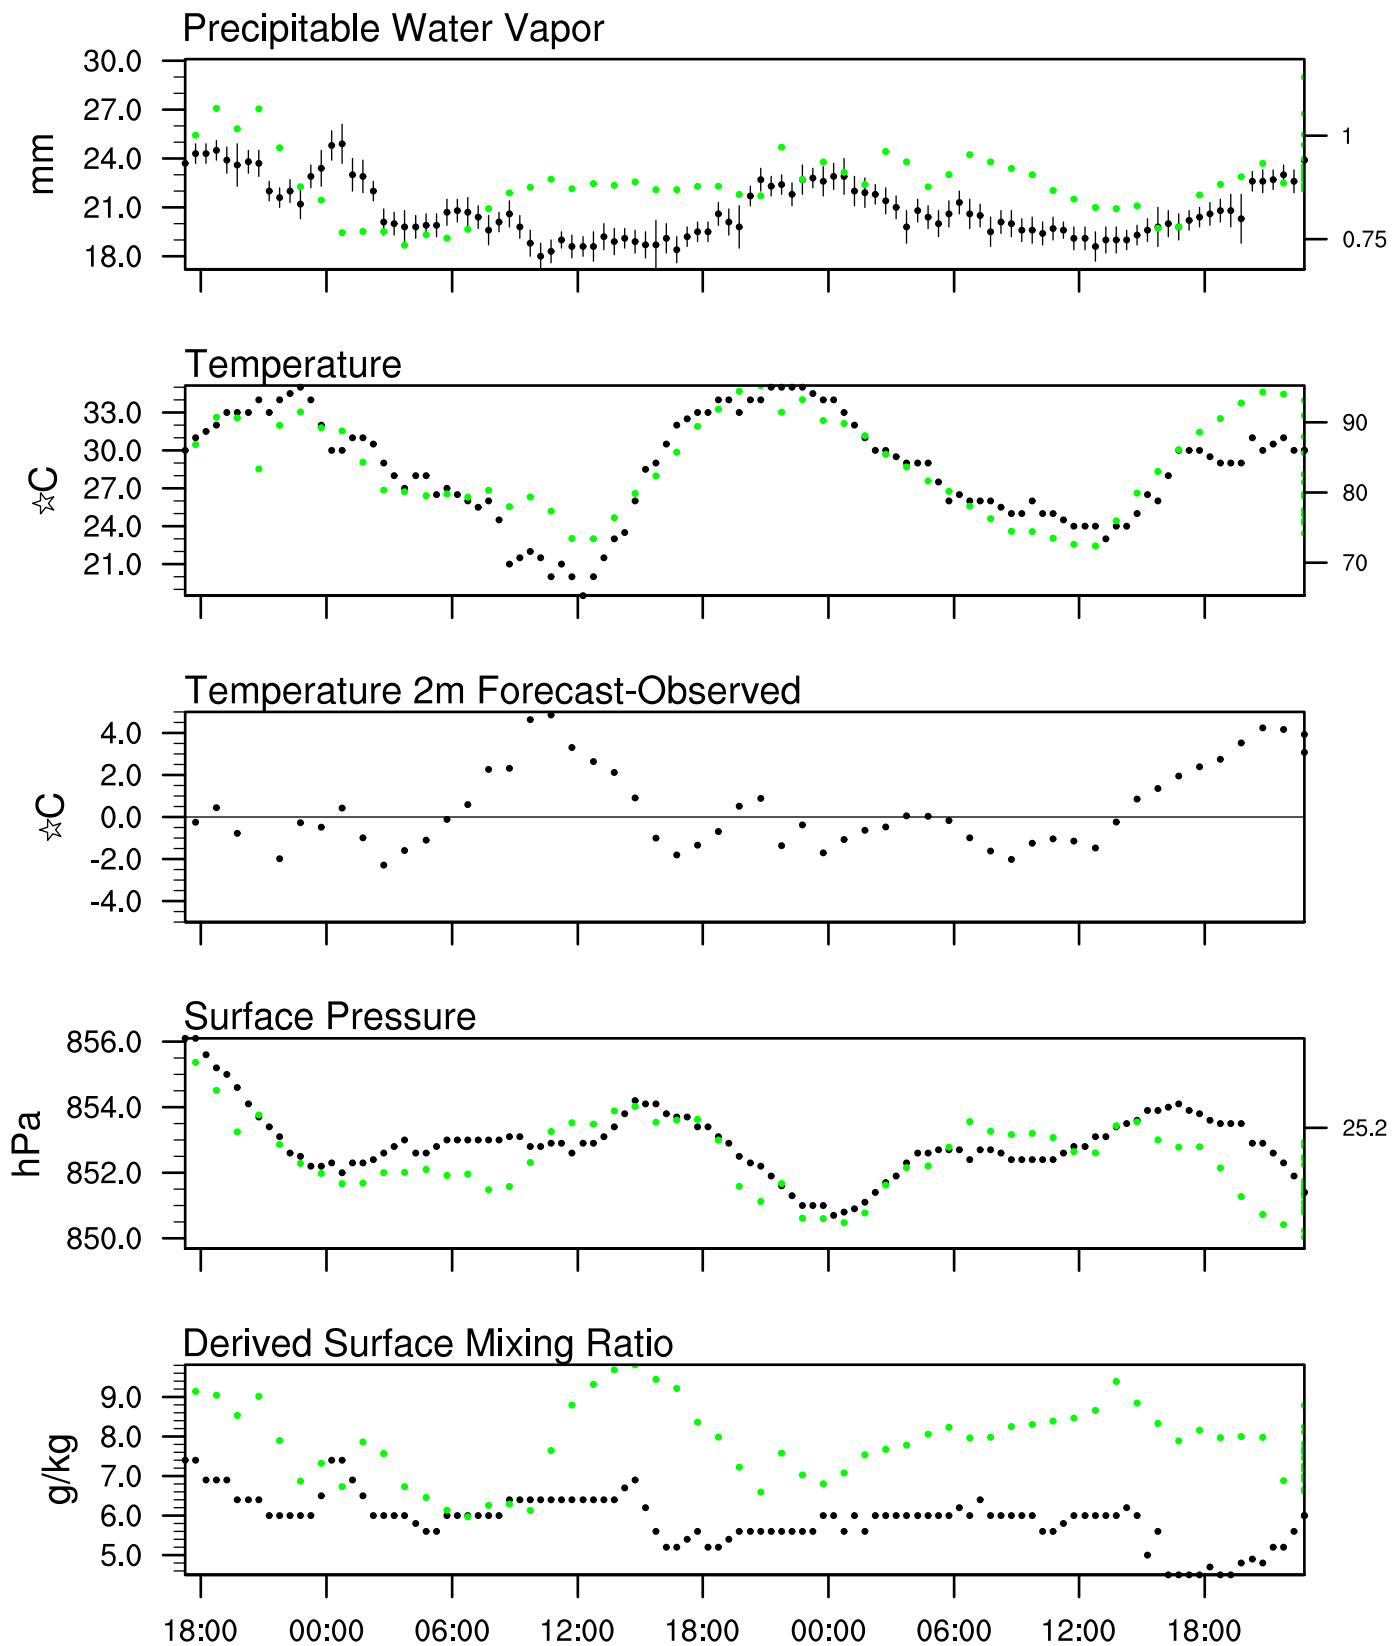 Precipitable Water Vapor
30.0
27.0
24.0
21.0
18.0
mm
1
0.75
Temperature
33.0
30.0
27.0
24.0
21.0
☆C
90
80
70
Temperature 2m Forecast-Observed
4.0
2.0
0.0
-2.0
-4.0
☆C
Surface Pressure
856.0
854.0
852.0
850.0
hPa
25.2
Derived Surface Mixing Ratio
9.0
8.0
7.0
6.0
5.0
g/kg
18:00 00:00 06:00 12:00 18:00 00:00 06:00 12:00 18:00